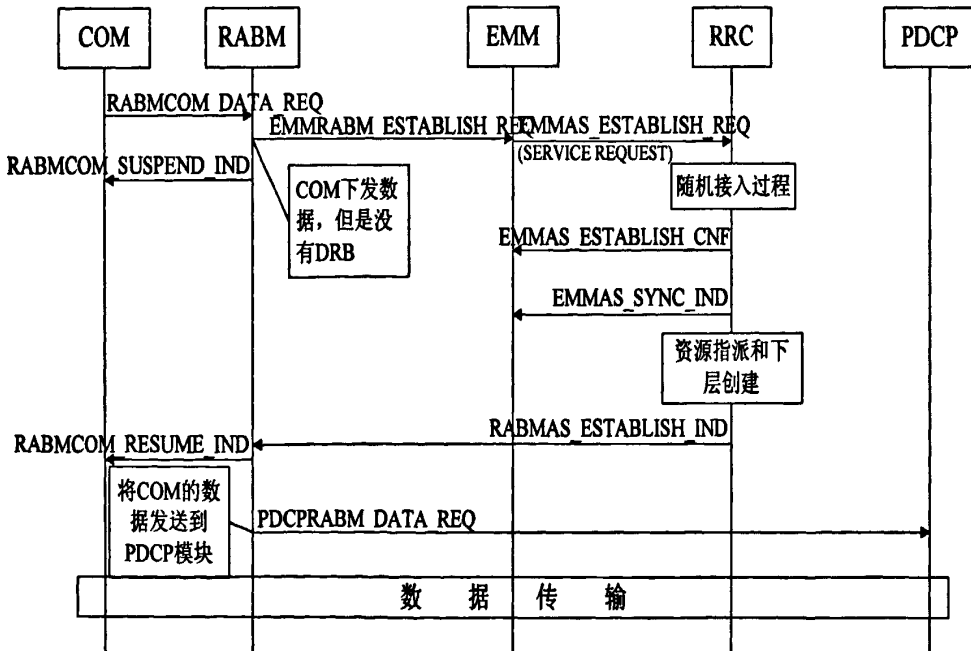 COM RABM EMM RRC PDCP
RABMCOM_DATA_REQ
EMMRABM_ESTABLISH_REQ
EMMAS_ESTABLISH_REQ
(SERVICE REQUEST)
RABMCOM_SUSPEND_IND
COM下发数
据，但是没
有DRB
随机接入过程
EMMAS_ESTABLISH_CNF
EMMAS_SYNC_IND
资源指派和下
层创建
RABMAS_ESTABLISH_IND
RABMCOM_RESUME_IND
将COM的数
据发送到
PDCP模块
PDCPRABM_DATA_REQ
数 据 传 输